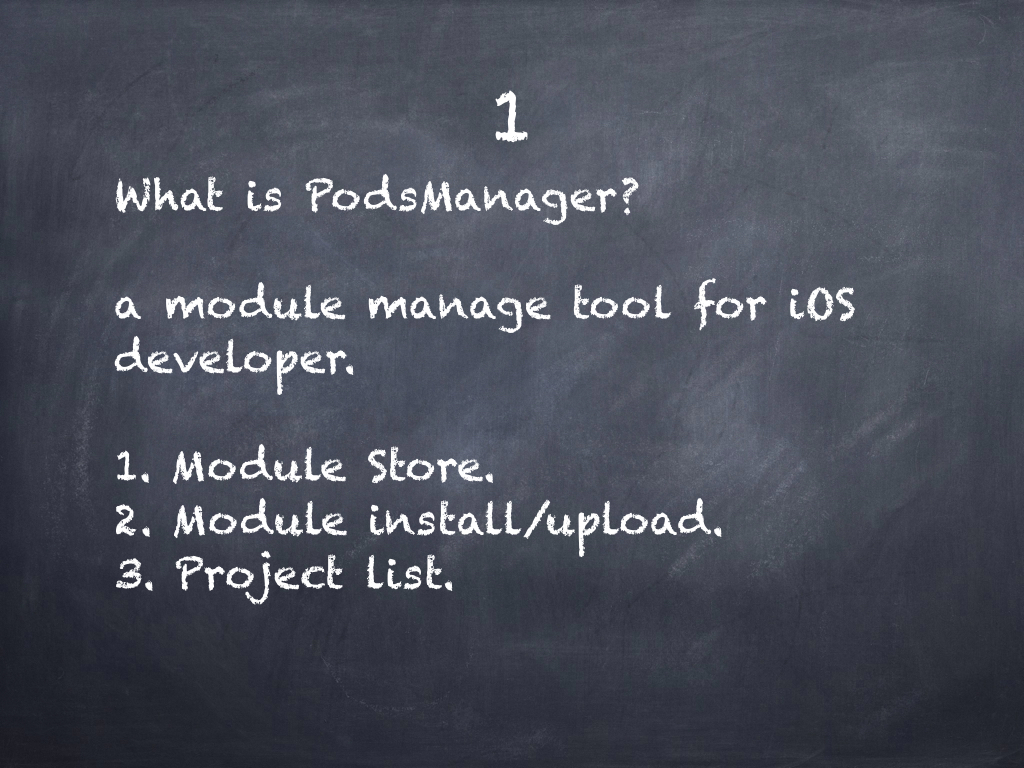 1
What is PodsManager?
a module manage tool for iOS
developer.
1. Module Store.
2. Module install/upload.
3. Project list.